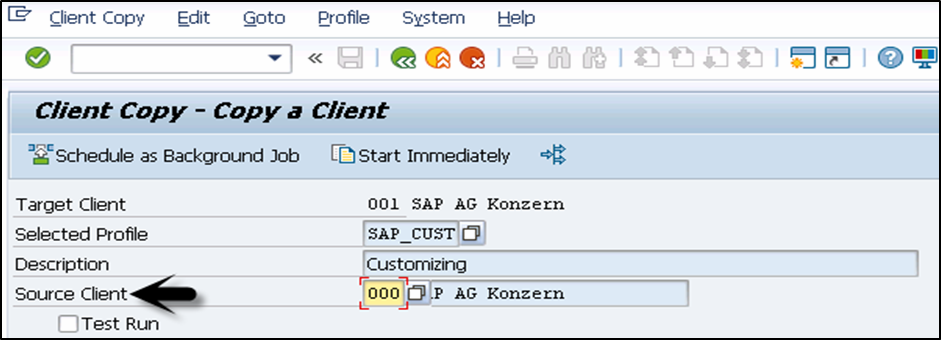 Client Copy Edit Goto Profile System Help
Client Copy - Copy a Client
Schedule as Background Job Start Immediately
Target Client 001 SAP AG Konzern
Selected Profile SAP_CUST
Description Customizing
Source Client 000 P AG Konzern
Test Run